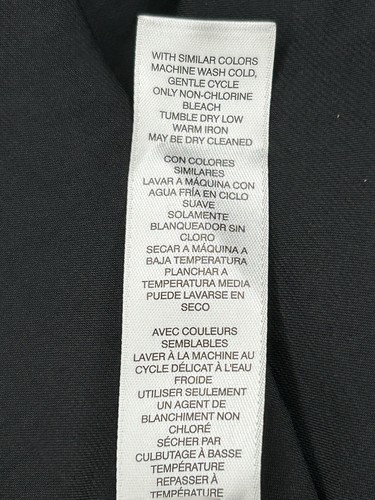 WITH SIMILAR COLORS
MACHINE WASH COLD,
GENTLE CYCLE
ONLY NON-CHLORINE
BLEACH
TUMBLE DRY LOW
WARM IRON
MAY BE DRY CLEANED
CON COLORES
SIMILARES
LAVAR A MÁQUINA CON
AGUA FRÍA EN CICLO
SUAVE
SOLAMENTE
BLANQUEADOR SIN
CLORO
SECAR A MÁQUINA A
BAJA TEMPERATURA
PLANCHAR A
TEMPERATURA MEDIA
PUEDE LAVARSE EN
SECO
AVEC COULEURS
SEMBLABLES
LAVER À LA MACHINE AU
CYCLE DÉLICAT À L'EAU
FROIDE
UTILISER SEULEMENT
UN AGENT DE
BLANCHIMENT NON
CHLORÉ
SÉCHER PAR
CULBUTAGE À BASSE
TEMPÉRATURE
REPASSER À
TEMPÉRATURE